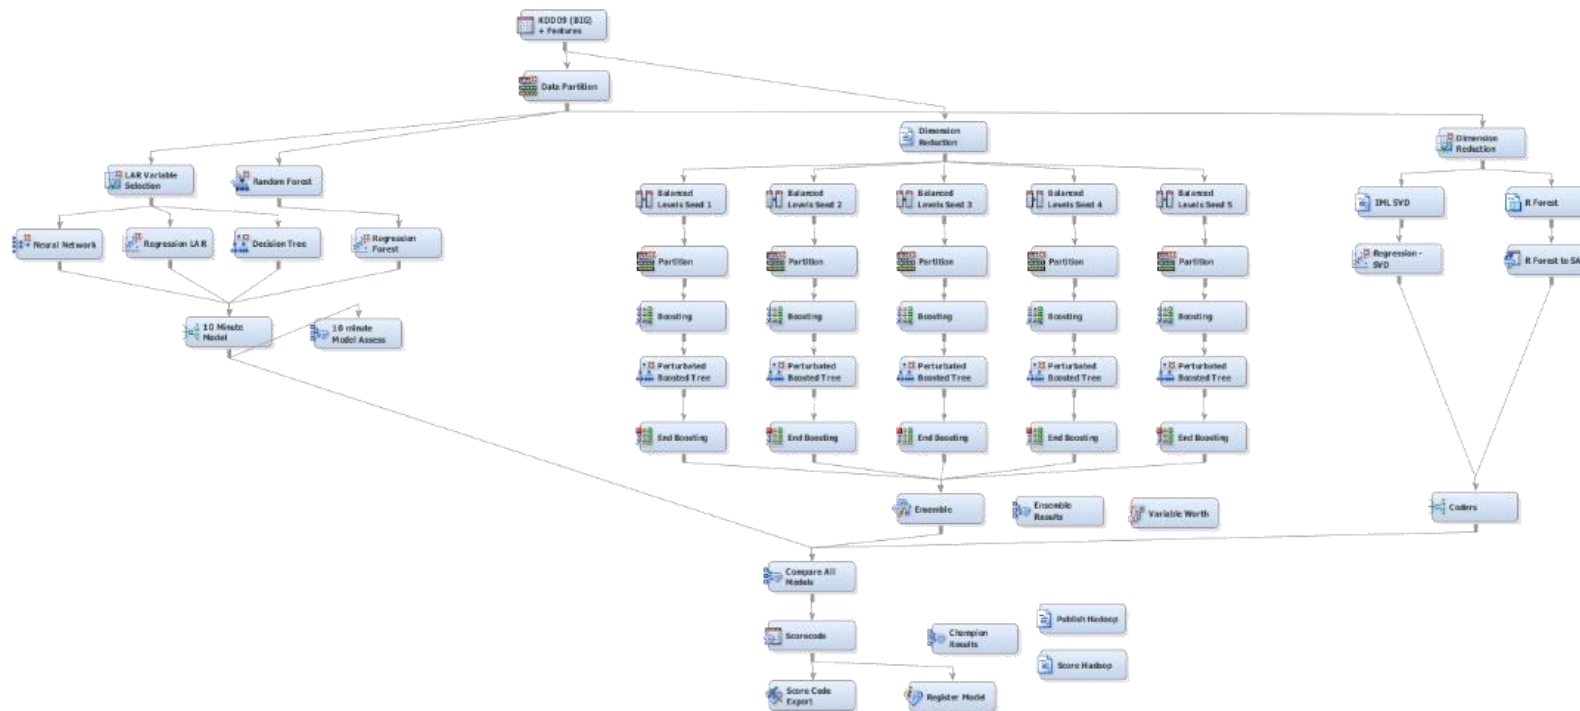 KDD09 (BIG)
+ Features
Data Partition
Dimension
Reduction
Dimension
Reduction
LAR Variable
Selection
Random Forest
Balanced
Levels Seed 1
Balanced
Levels Seed 2
Balanced
Levels Seed 3
Balanced
Levels Seed 4
Balanced
Levels Seed 5
IML SVD
R Forest
Neural Network
Regression LAR
Decision Tree
Regression
Forest
Partition
Partition
Partition
Partition
Partition
Regression -
SVD
R Forest to SA
10 Minute
Model
10 minute
Model Assess
Boosting
Boosting
Boosting
Boosting
Boosting
Perturbated
Boosted Tree
Perturbated
Boosted Tree
Perturbated
Boosted Tree
Perturbated
Boosted Tree
Perturbated
Boosted Tree
End Boosting
End Boosting
End Boosting
End Boosting
End Boosting
Ensemble
Ensemble
Results
Variable Worth
Coders
Compare All
Models
Scorecode
Champion
Results
Publish Hadoop
Score Hadoop
Score Code
Export
Register Model